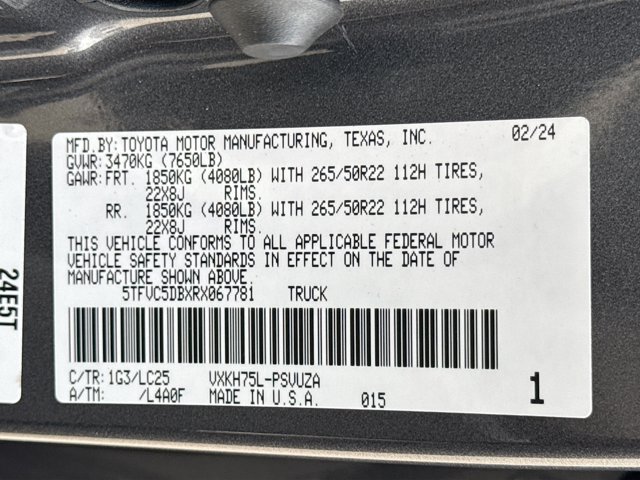 MFD.BY:TOYOTA MOTOR MANUFACTURING, TEXAS, INC. 02/24
GVWR:3470KG (7650LB)
GAWR:FRT. 1850KG (4080LB) WITH 265/50R22 112H TIRES,
22X8J RIMS.
RR. 1850KG (4080LB) WITH 265/50R22 112H TIRES,
22X8J RIMS.
THIS VEHICLE CONFORMS TO ALL APPLICABLE FEDERAL MOTOR
VEHICLE SAFETY STANDARDS IN EFFECT ON THE DATE OF
MANUFACTURE SHOWN ABOVE.
5TFVC5DBXRX067781 TRUCK
C/TR:1G3/LC25 VXKH75L-PSVUZA
A/TM: /L4A0F MADE IN U.S.A. 015 1
24E5T